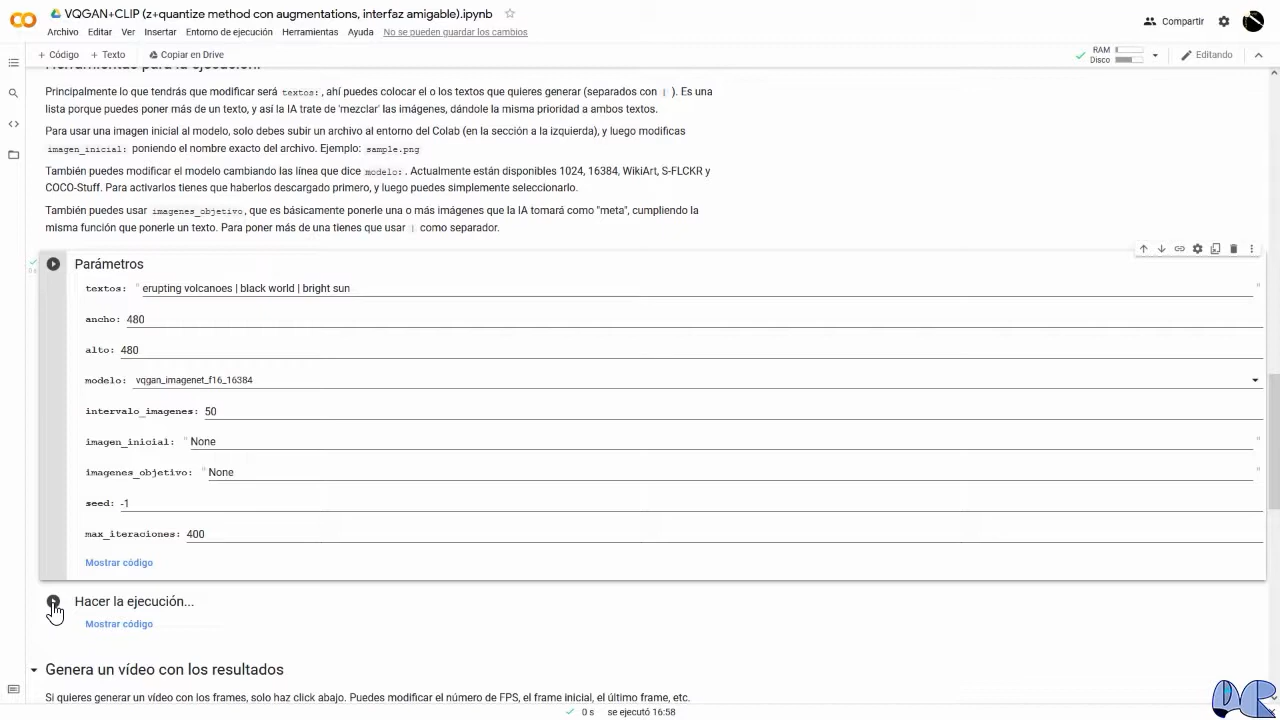 VQGAN+CLIP (z+quantize method con augmentations, interfaz amigable).ipynb
Archivo Editar Ver Insertar Entorno de ejecución Herramientas Ayuda No se pueden guardar los cambios
Compartir
+ Código + Texto Copiar en Drive
RAM
Disco
Editando
Herramientas para la ejecución:
Principalmente lo que tendrás que modificar será textos:, ahí puedes colocar el o los textos que quieres generar (separados con | ). Es una
lista porque puedes poner más de un texto, y así la IA trate de 'mezclar' las imágenes, dándole la misma prioridad a ambos textos.
Para usar una imagen inicial al modelo, solo debes subir un archivo al entorno del Colab (en la sección a la izquierda), y luego modificas
imagen_inicial: poniendo el nombre exacto del archivo. Ejemplo: sample.png
También puedes modificar el modelo cambiando las línea que dice modelo:. Actualmente están disponibles 1024, 16384, WikiArt, S-FLCKR y
COCO-Stuff. Para activarlos tienes que haberlos descargado primero, y luego puedes simplemente seleccionarlo.
También puedes usar imagenes_objetivo, que es básicamente ponerle una o más imágenes que la IA tomará como "meta", cumpliendo la
misma función que ponerle un texto. Para poner más de una tienes que usar | como separador.
Parámetros
textos: " erupting volcanoes | black world | bright sun "
ancho: 480
alto: 480
modelo: vqgan_imagenet_f16_16384
intervalo_imagenes: 50
imagen_inicial: " None "
imagenes_objetivo: " None "
seed: -1
max_iteraciones: 400
Mostrar código
Hacer la ejecución...
Mostrar código
Genera un vídeo con los resultados
Si quieres generar un vídeo con los frames, solo haz click abajo. Puedes modificar el número de FPS, el frame inicial, el último frame, etc.
0 s se ejecutó 16:58